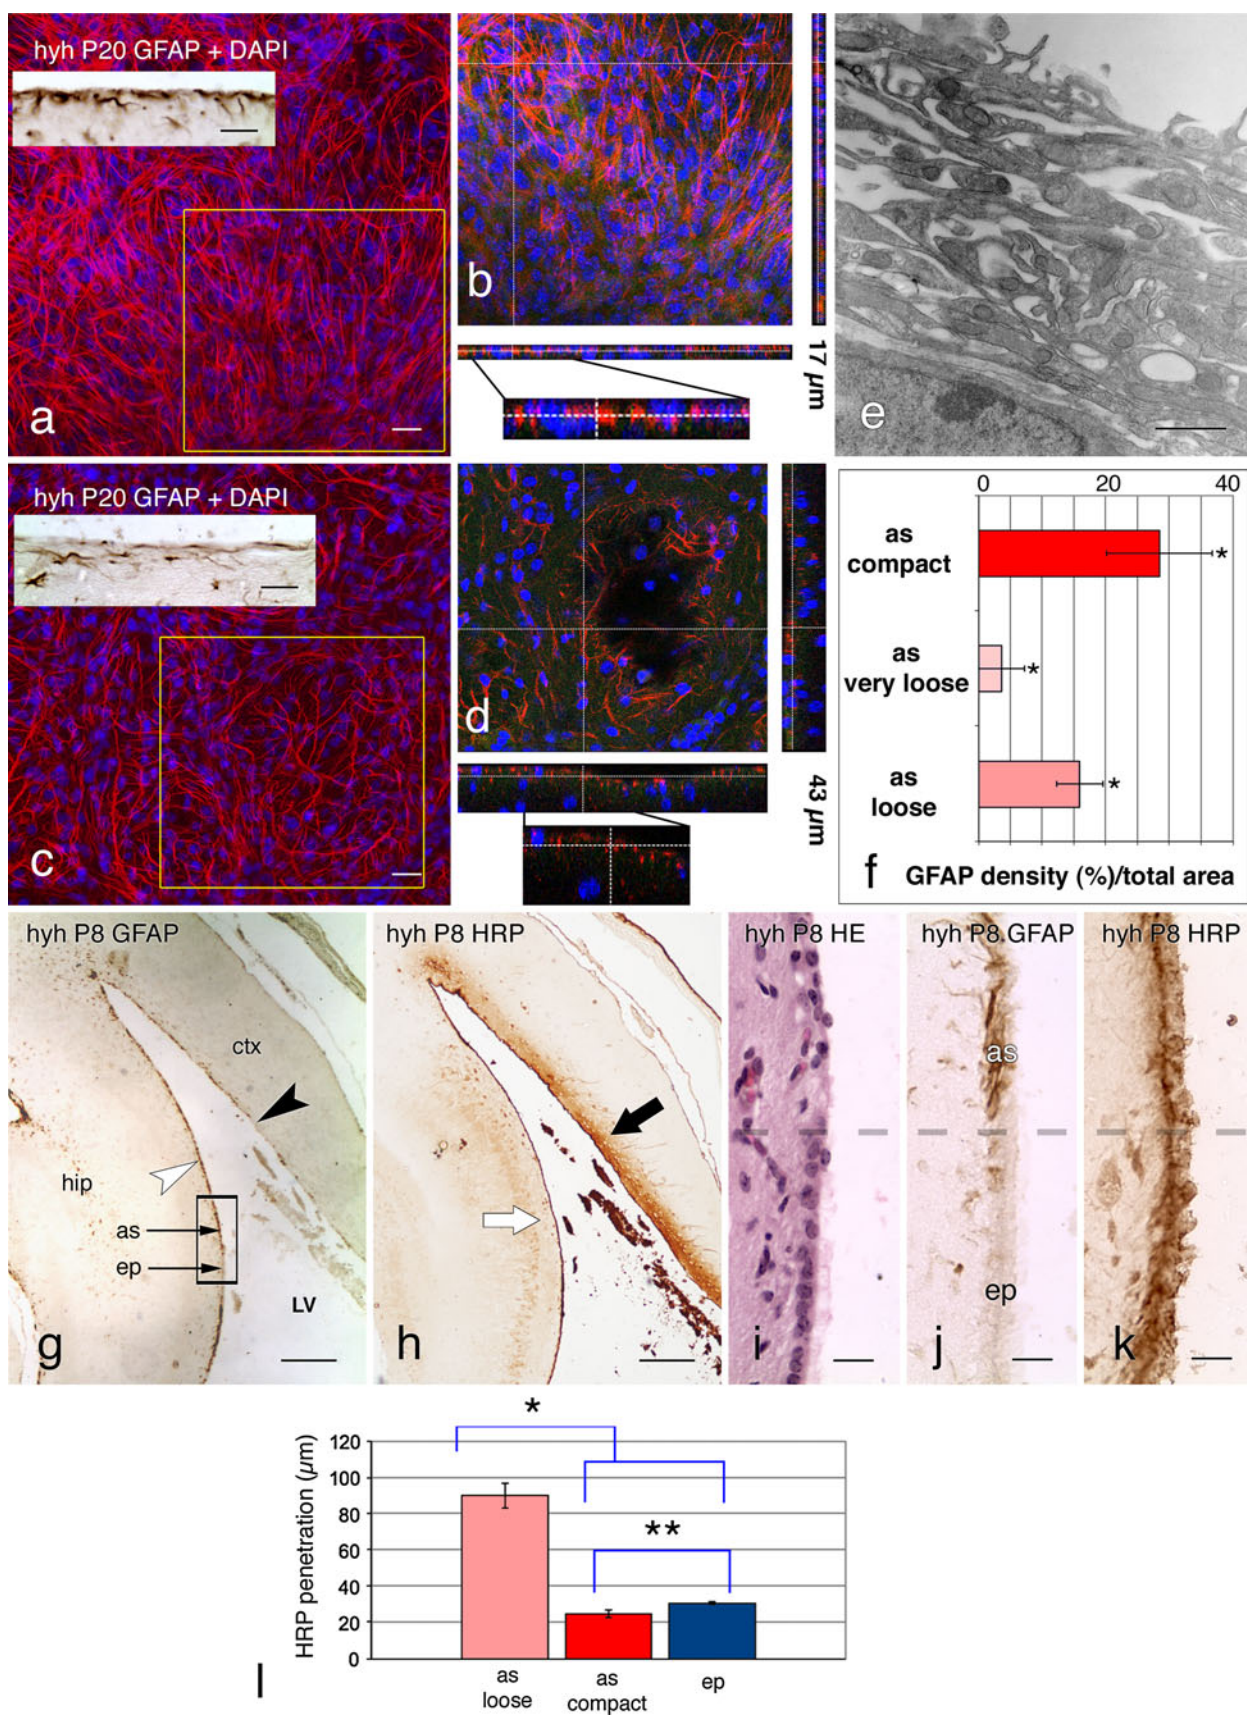 hyh P20 GFAP + DAPI
a
b
17 µm
e
hyh P20 GFAP + DAPI
c
d
43 µm
0 20 40
as
compact
*
as
very loose
*
as
loose
*
f
GFAP density (%)/total area
hyh P8 GFAP
ctx
hip
as
ep
LV
g
hyh P8 HRP
h
hyh P8 HE
i
hyh P8 GFAP
as
ep
j
hyh P8 HRP
k
*
**
HRP penetration (µm)
120
100
80
60
40
20
0
as
loose
as
compact
ep
l